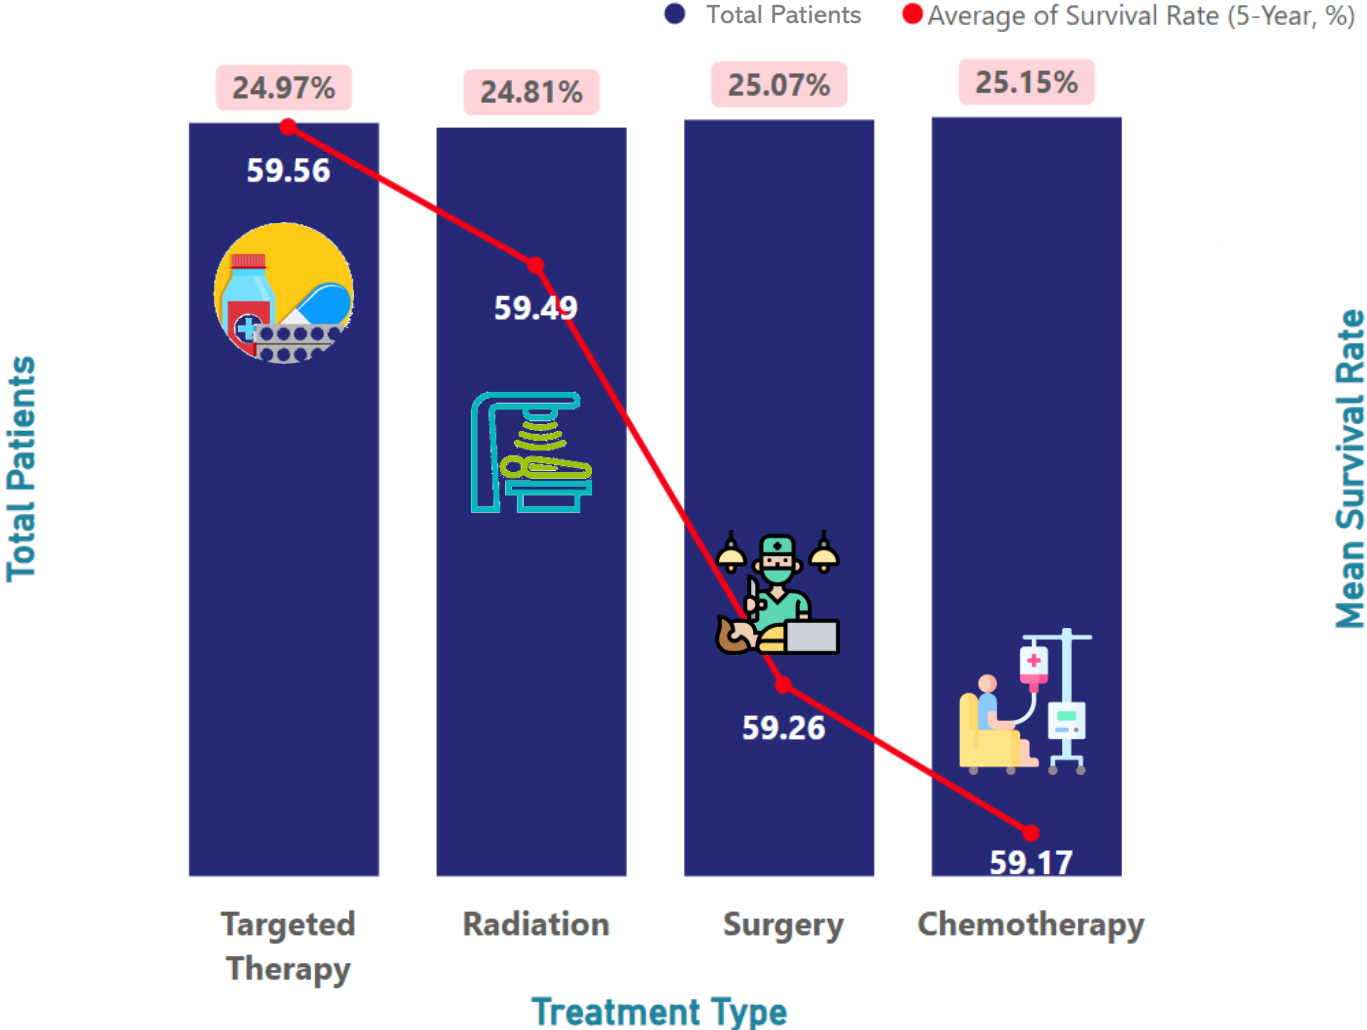 Total Patients
Average of Survival Rate (5-Year, %)
24.97%
24.81%
25.07%
25.15%
59.56
59.49
59.26
59.17
Total Patients
Mean Survival Rate
Targeted
Therapy
Radiation
Surgery
Chemotherapy
Treatment Type